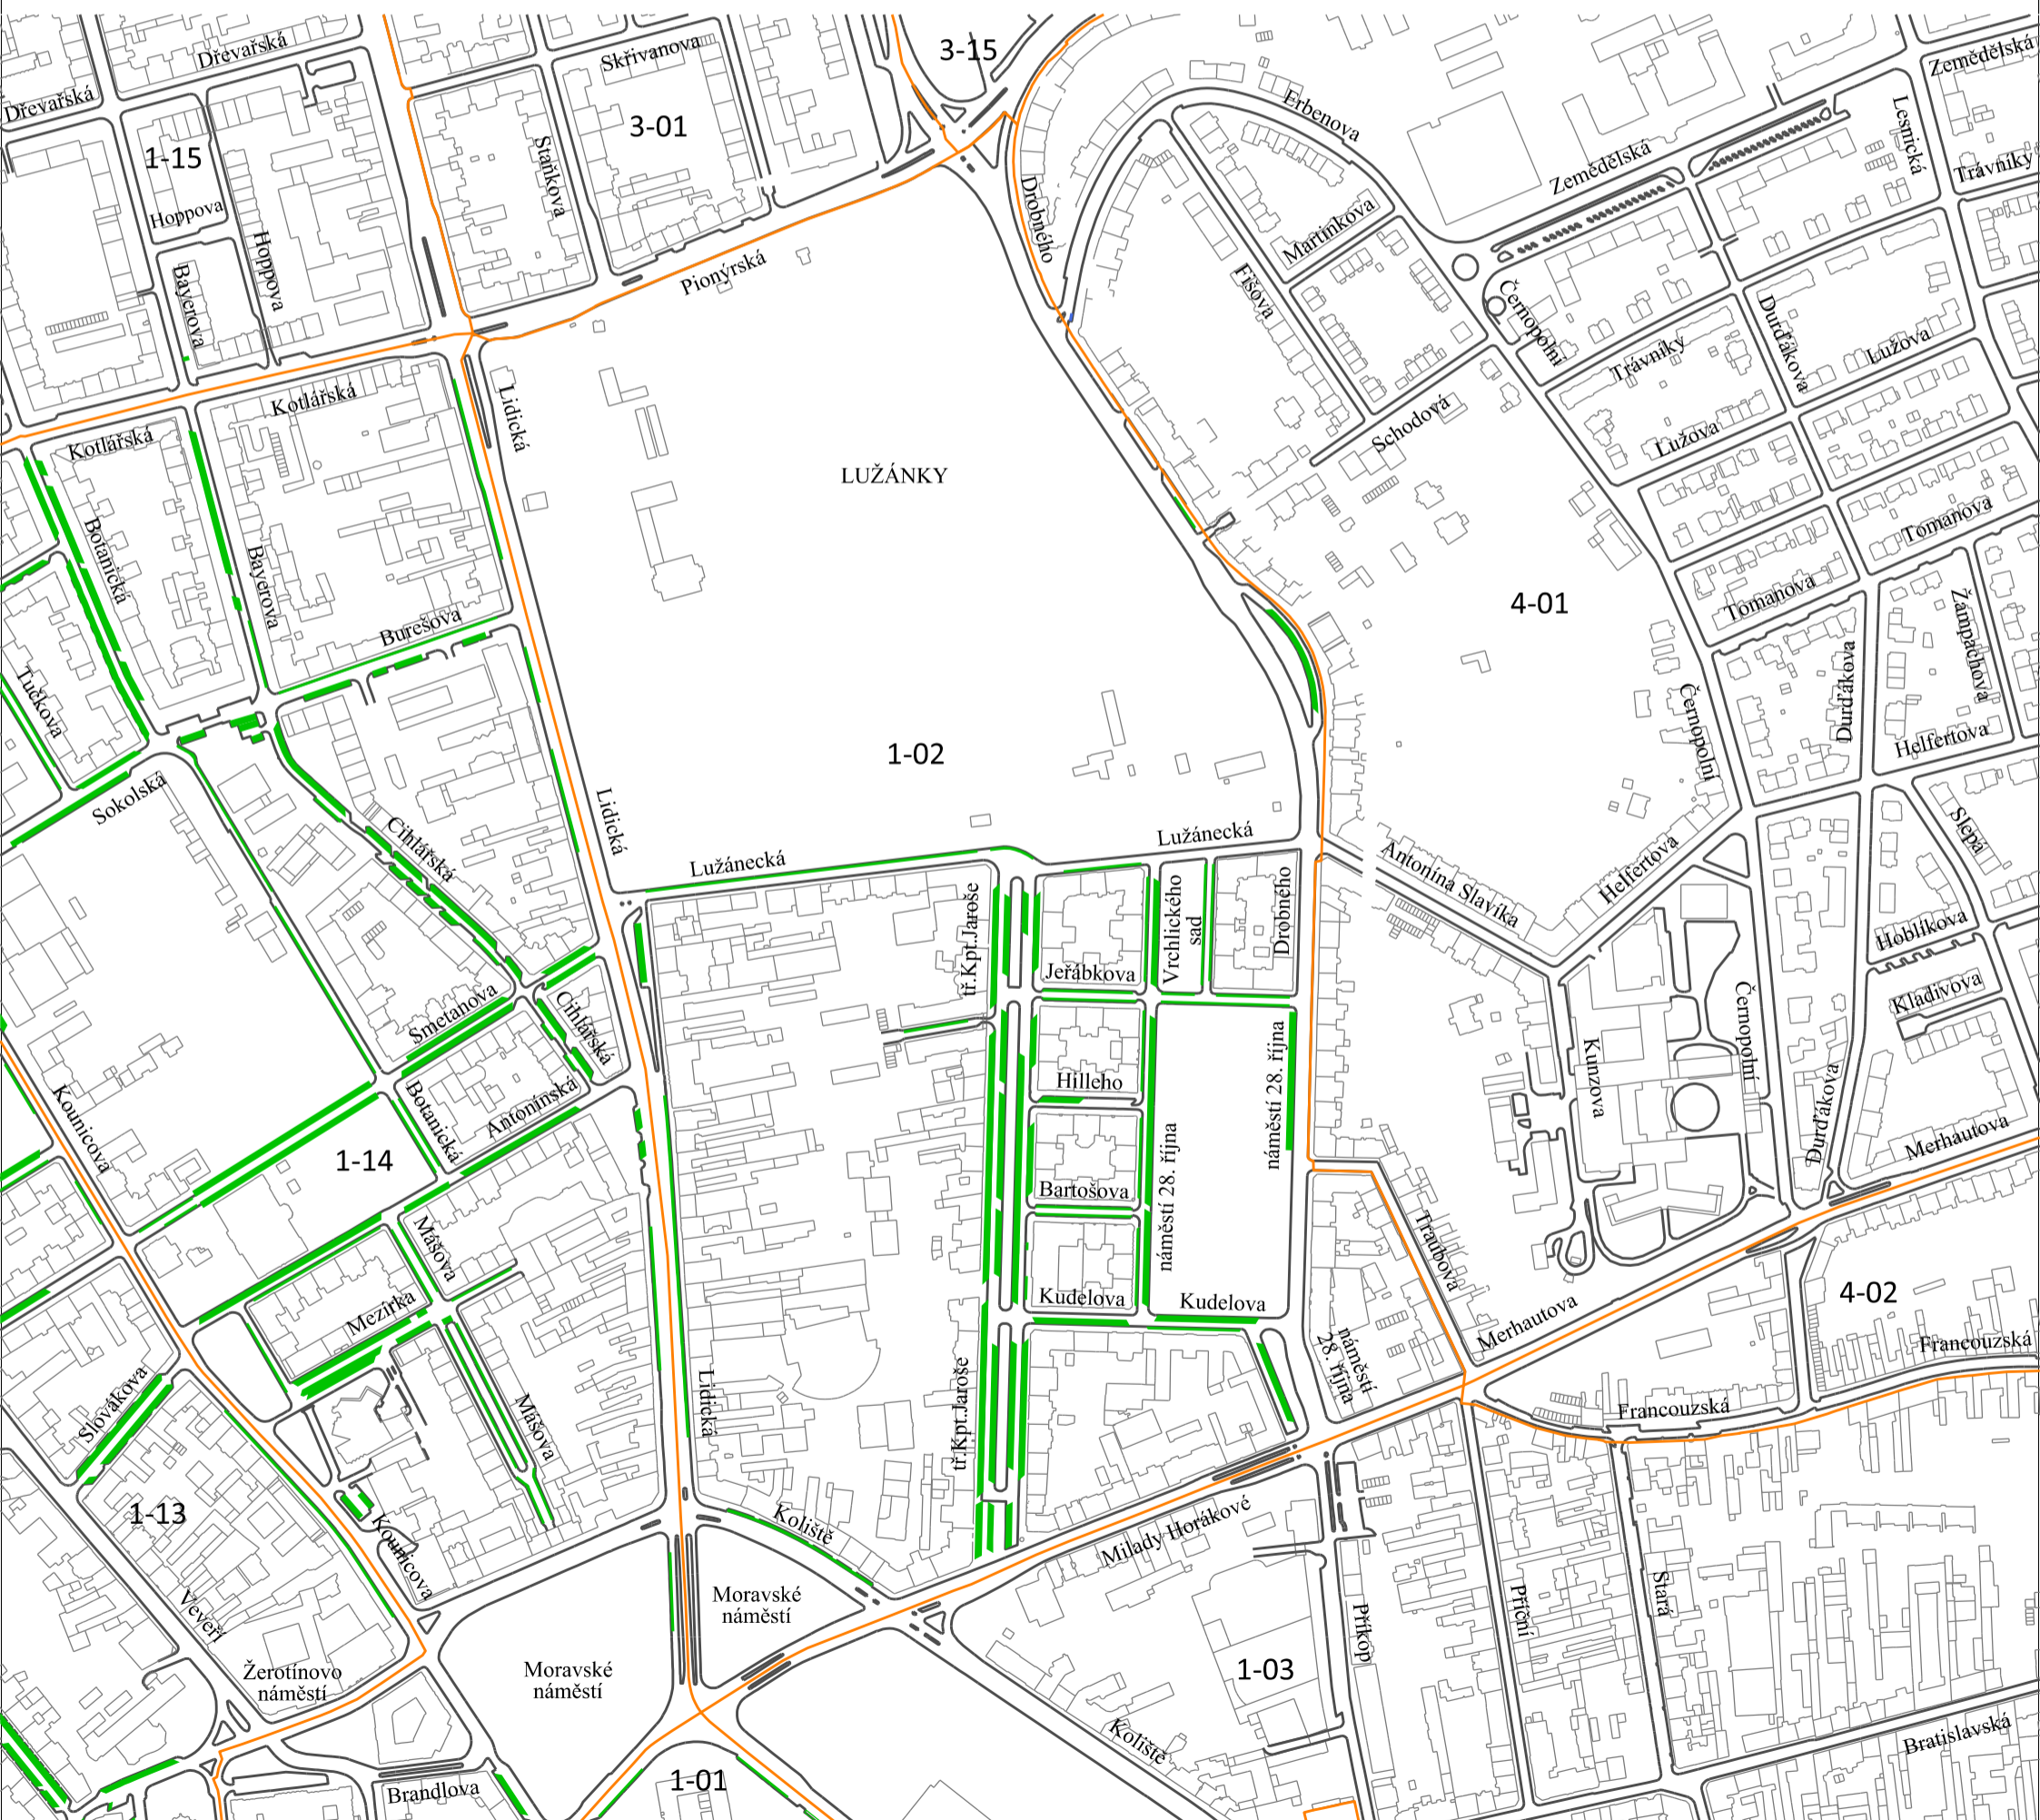 Dřevařská
Skřivanova
3-15
Zemědělská
Dřevařská
3-01
Erbenova
Lesnická
1-15
Staňkova
Zemědělská
Trávníky
Hoppova
Drobného
Martinkova
Hoppova
Pionýrská
Bayerova
Fišova
Černopolní
Durďákova
Lužova
Trávníky
Kotlářská
Lidická
Schodová
Kotlářská
Lužova
LUŽÁNKY
Botanická
Tomanova
Bayerova
Tomanova
4-01
Burešova
Žampachova
Durďákova
Tučkova
Černopolní
Helfertova
1-02
Sokolská
Lidická
Cihlářská
Lužánecká
Slepá
Lužánecká
Antonína Slavíka
Helfertova
tř.Kpt.Jaroše
Vrchlického
sad
Drobného
Hoblíkova
Jeřábkova
Kladivova
Smetanova
Cihlářská
Černopolní
náměstí 28. října
Kunzova
Hilleho
Kounicova
Botanická
Antonínská
Durďákova
Merhautova
1-14
náměstí 28. října
Bartošova
Mášova
Traubova
4-02
Mezírka
Kudelova
Kudelova
Merhautova
Francouzská
náměstí
28. října
Slovákova
Lidická
tř.Kpt.Jaroše
Mášova
Francouzská
1-13
Koliště
Milady Horákové
Kounicova
Moravské
náměstí
Veveří
Příkop
Příční
Stará
Žerotínovo
náměstí
Moravské
náměstí
1-03
Koliště
Bratislavská
1-01
Brandlova